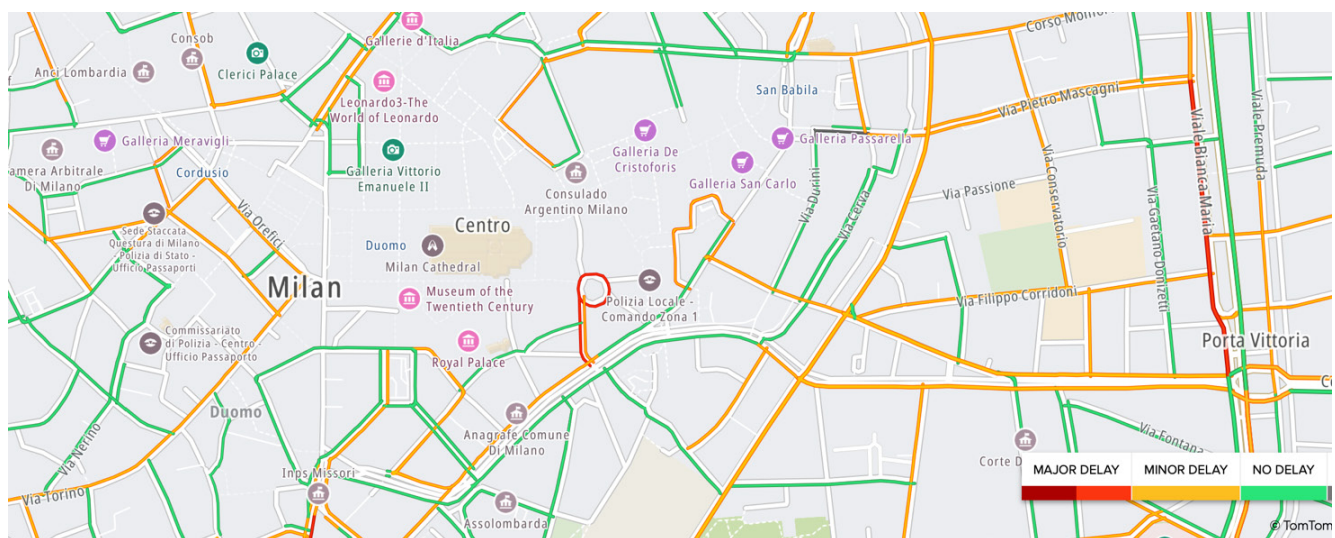 Gallerie d'Italia
Corso Monfor
Consob
Clerici Palace
Anci Lombardia
Leonardo3-The
World of Leonardo
San Babila
Via Pietro Mascagni
Viale Bianca Maria
Viale Premuda
Galleria Meravigli
Galleria Vittorio
Emanuele II
Galleria De
Cristoforis
Galleria Passarella
Galleria San Carlo
amera Arbitrale
Di Milano
Cordusio
Consulado
Argentino Milano
Via Durini
Via Cerva
Via Passione
Via Conservatorio
Via Gaetano Donizetti
Via Orefici
Sede Staccata
Questura di Milano
- Polizia di Stato -
Ufficio Passaporti
Centro
Duomo
Milan Cathedral
Milan
Museum of the
Twentieth Century
Polizia Locale -
Comando Zona 1
Via Filippo Corridoni
Commissariato
di Polizia - Centro -
Ufficio Passaporto
Royal Palace
Porta Vittoria
Duomo
Via Nerino
Anagrafe Comune
Di Milano
Via Fontana
Corte D
Inps Missori
Via Torino
Assolombarda
MAJOR DELAY
MINOR DELAY
NO DELAY
© TomTom